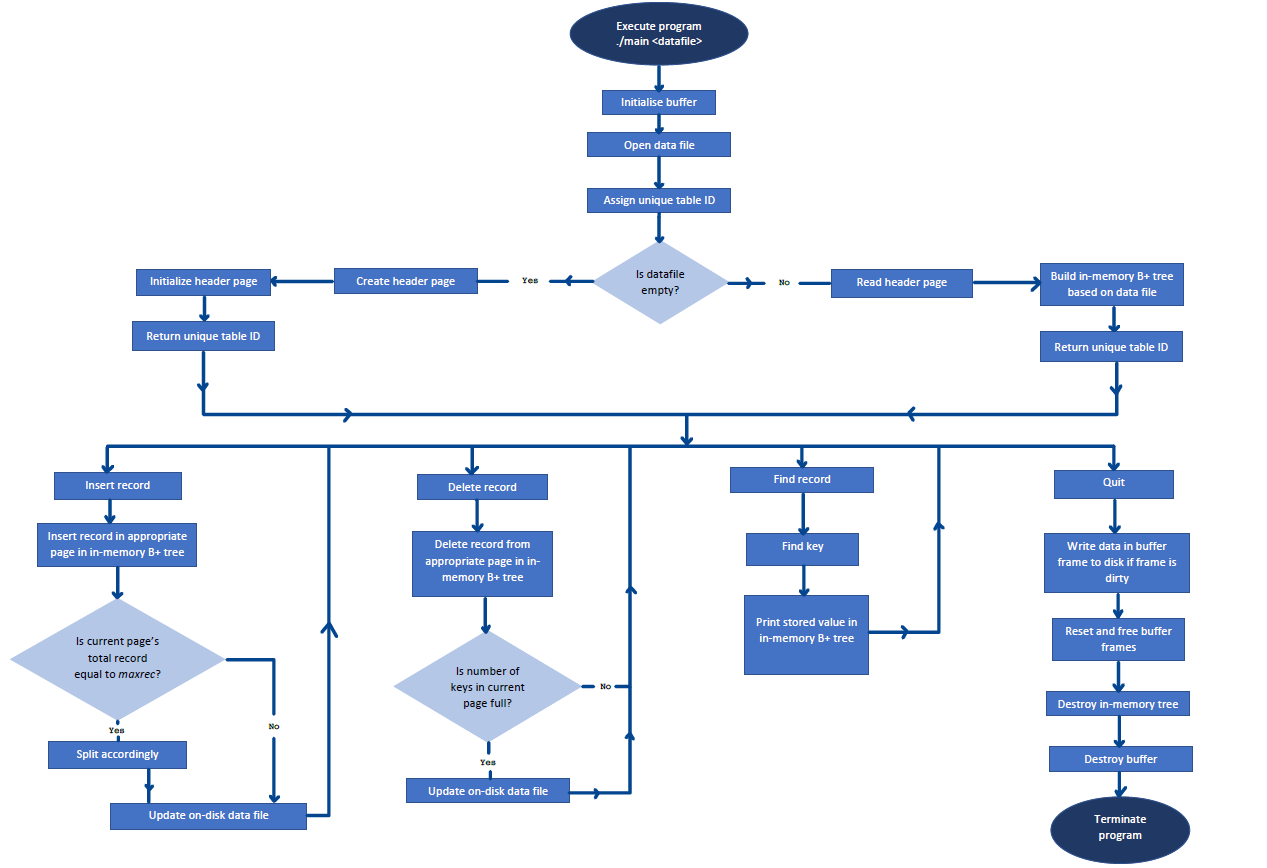 Execute program
./main <datafile>
Initialise buffer
Open data file
Assign unique table ID
Is datafile
empty?
Yes
Create header page
Initialize header page
Return unique table ID
No
Read header page
Build in-memory B+ tree
based on data file
Return unique table ID
Insert record
Insert record in appropriate
page in in-memory B+ tree
Is current page's
total record
equal to maxrec?
Yes
No
Split accordingly
Update on-disk data file
Delete record
Delete record from
appropriate page in in-
memory B+ tree
Is number of
keys in current
page full?
No
Yes
Update on-disk data file
Find record
Find key
Print stored value in
in-memory B+ tree
Quit
Write data in buffer
frame to disk if frame is
dirty
Reset and free buffer
frames
Destroy in-memory tree
Destroy buffer
Terminate
program